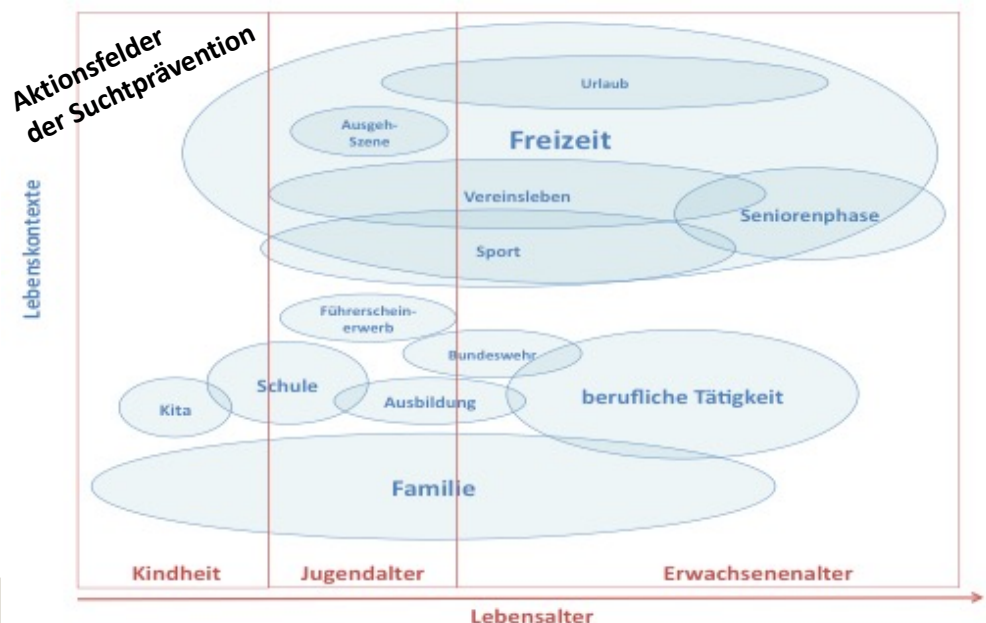 Aktionsfelder
der Suchtprävention
Lebenskontexte
Urlaub
Ausgeh-
Szene
Freizeit
Vereinsleben
Seniorenphase
Sport
Führerschein-
erwerb
Bundeswehr
Schule
Kita
Ausbildung
berufliche Tätigkeit
Familie
Kindheit
Jugendalter
Erwachsenenalter
Lebensalter